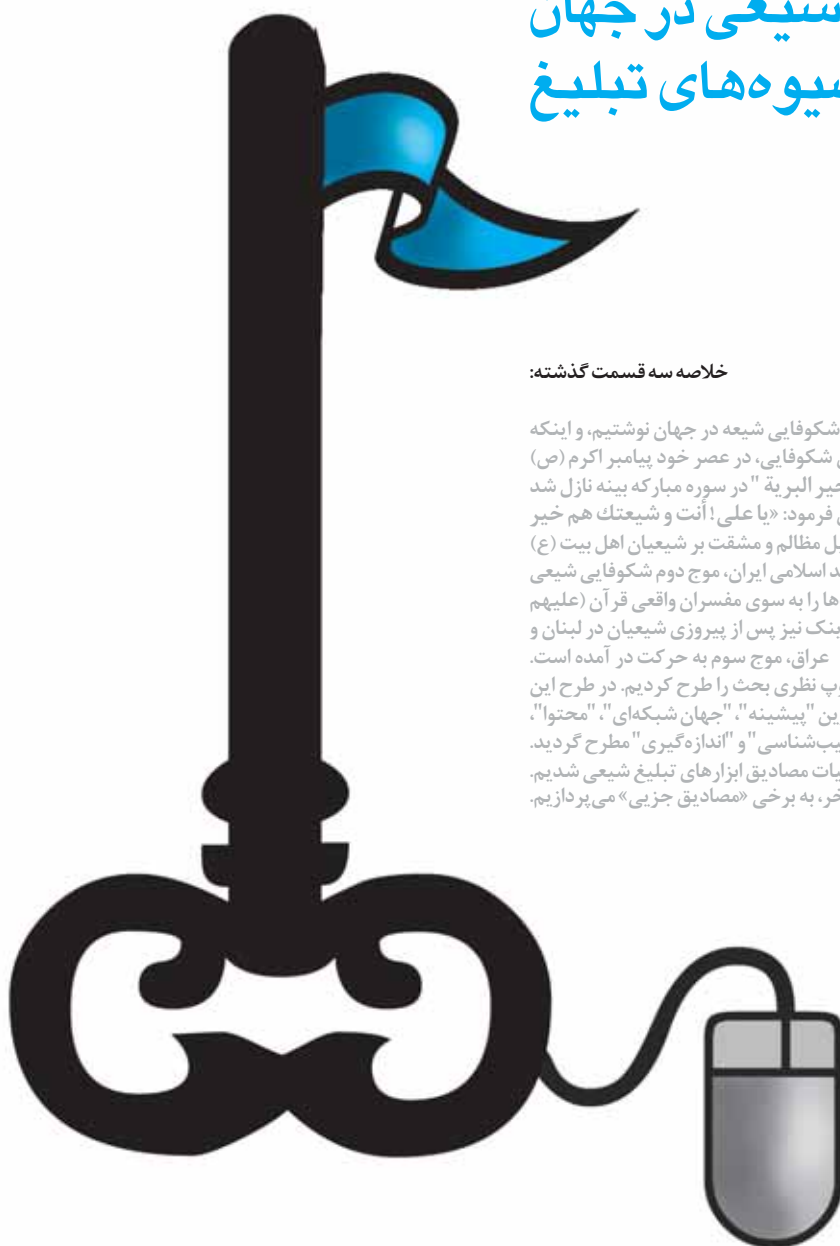 شیعی در جهان
شیوه‌های تبلیغ
خلاصه سه قسمت گذشته:
شکوفایی شیعه در جهان نوشتیم، و اینکه
شکوفایی، در عصر خود پیامبر اکرم (ص)
خیر البریة " در سوره مبارکه بینه نازل شد
فرمود: «یا علی! أنت و شیعتك هم خیر
مظالم و مشقت بر شیعیان اهل بیت (ع)
اسلامی ایران، موج دوم شکوفایی شیعی
ها را به سوی مفسران واقعی قرآن (علیهم
نیز پس از پیروزی شیعیان در لبنان و
عراق، موج سوم به حرکت در آمده است.
نظری بحث را طرح کردیم. در طرح این
"پیشینه"، "جهان شبکه‌ای"، "محتوا"،
و "اندازه‌گیری" مطرح گردید.
مصادیق ابزارهای تبلیغ شیعی شدیم.
به برخی «مصادیق جزیی» می‌پردازیم.